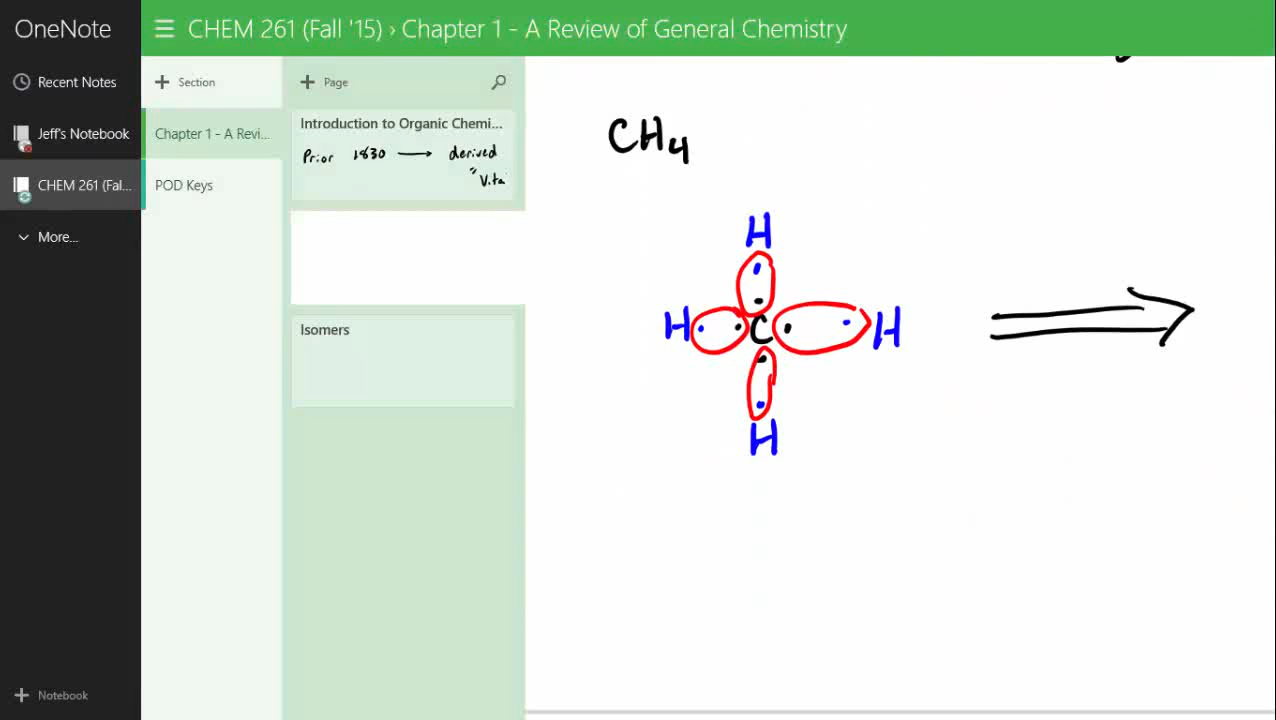 OneNote
☰ CHEM 261 (Fall '15) › Chapter 1 - A Review of General Chemistry
Recent Notes
Jeff's Notebook
CHEM 261 (Fal...
More...
+ Notebook
+ Section
Chapter 1 - A Revi...
POD Keys
+ Page
Introduction to Organic Chemi...
Prior 1830 → derived
"Vita
Isomers
CH4
H
H C H
H